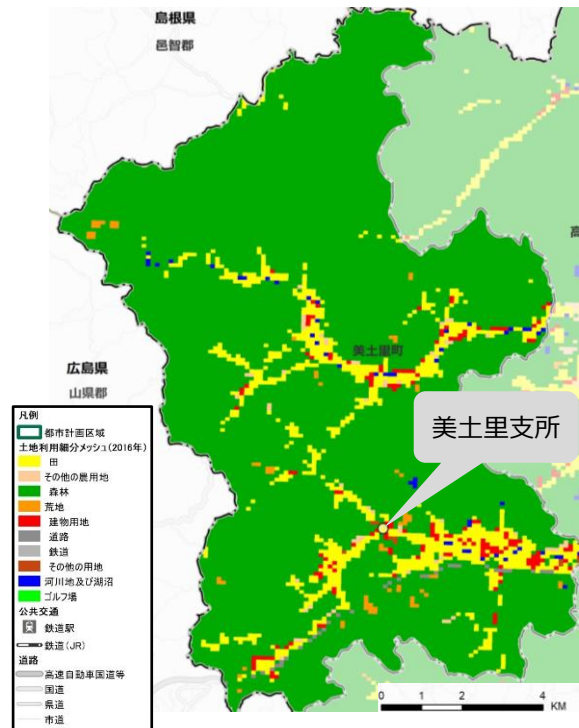 島根県
邑智郡
高
美土里町
広島県
山県郡
美土里支所
凡例
都市計画区域
土地利用細分メッシュ(2016年)
田
その他の農用地
森林
荒地
建物用地
道路
鉄道
その他の用地
河川地及び湖沼
ゴルフ場
公共交通
鉄道駅
鉄道(JR)
道路
高速自動車国道等
国道
県道
市道
0 1 2 4
KM